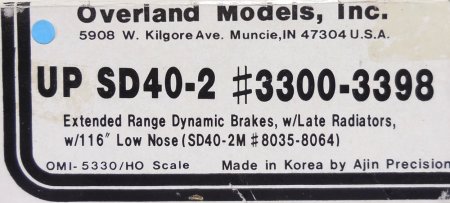 Overland Models, Inc.
5908 W. Kilgore Ave. Muncie, IN 47304 U.S.A.
UP SD40-2 #3300-3398
Extended Range Dynamic Brakes, w/Late Radiators,
w/116" Low Nose (SD40-2M #8035-8064)
OMI-5330/HO Scale Made in Korea by Ajin Precision